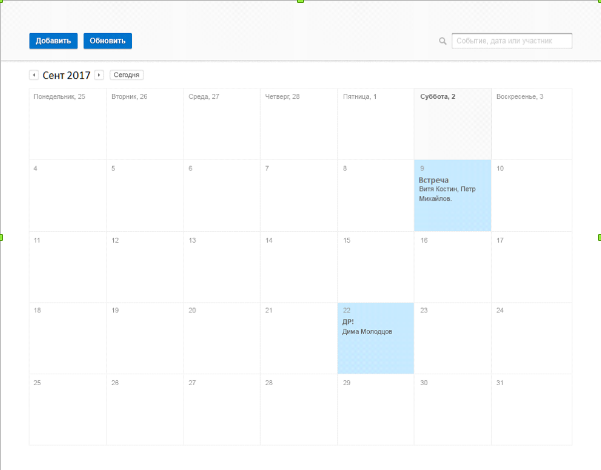 Добавить
Обновить
Событие, дата или участник
Сент 2017
Сегодня
Понедельник, 25
Вторник, 26
Среда, 27
Четверг, 28
Пятница, 1
Суббота, 2
Воскресенье, 3
4
5
6
7
8
9
Встреча
Витя Костин, Петр
Михайлов.
10
11
12
13
14
15
16
17
18
19
20
21
22
ДР!
Дима Молодцов
23
24
25
26
27
28
29
30
31